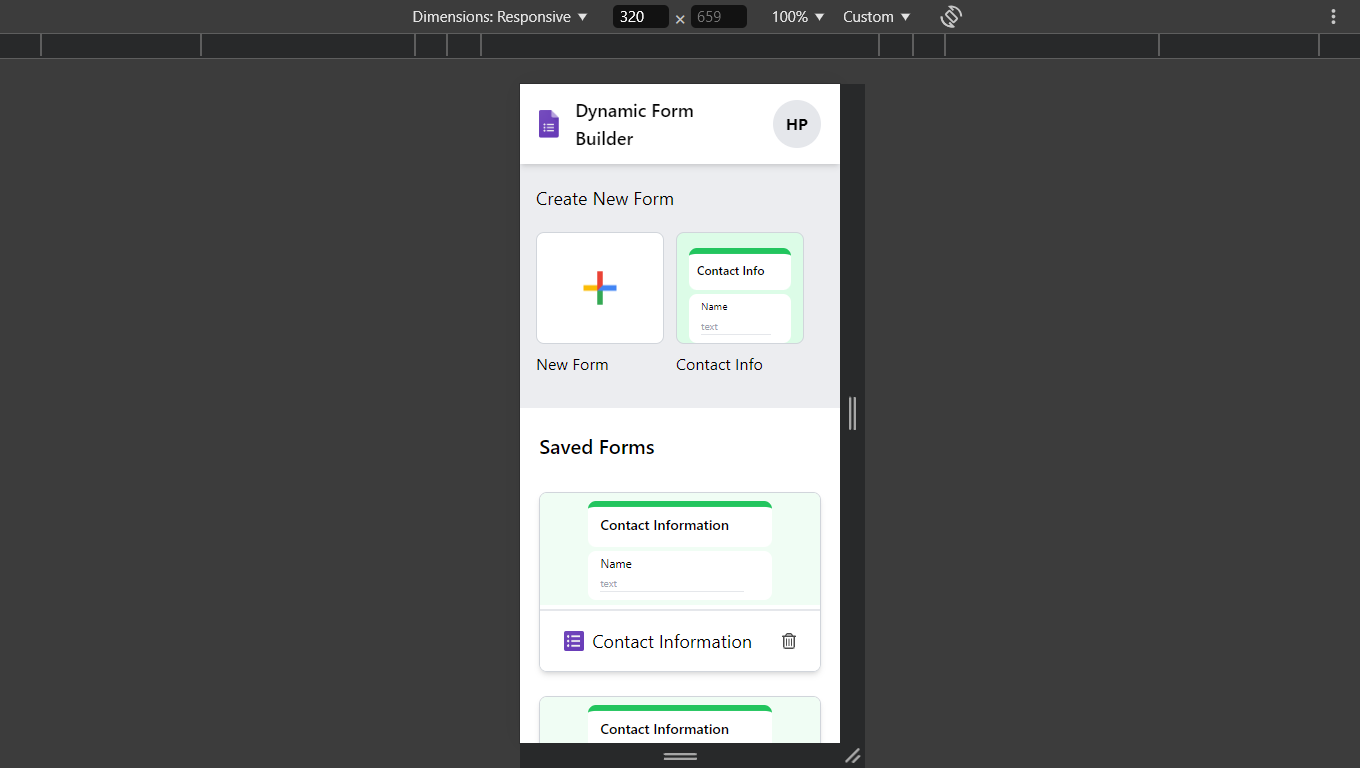 Dimensions: Responsive ▼ 320 × 659 100% ▼ Custom ▼
Dynamic Form
Builder
HP
Create New Form
Contact Info
Name
text
New Form
Contact Info
Saved Forms
Contact Information
Name
text
Contact Information
Contact Information